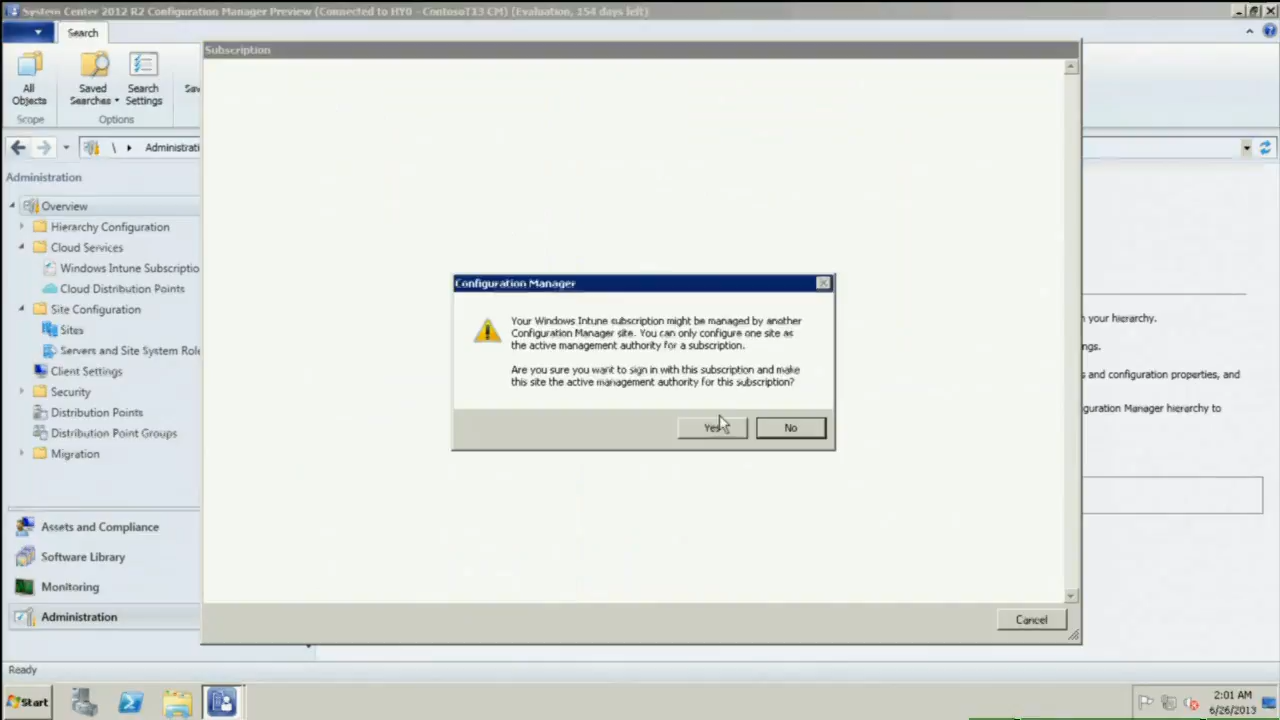 System Center 2012 R2 Configuration Manager Preview (Connected to HY0 - ContosoT13 CM) (Evaluation, 154 days left)
Search
Subscription
All Objects
Saved Searches
Search Settings
Scope
Options
\
Administrati
Administration
Overview
Hierarchy Configuration
Cloud Services
Windows Intune Subscriptio
Cloud Distribution Points
Site Configuration
Sites
Servers and Site System Role
Client Settings
Security
Distribution Points
Distribution Point Groups
Migration
Assets and Compliance
Software Library
Monitoring
Administration
Configuration Manager
Your Windows Intune subscription might be managed by another
Configuration Manager site. You can only configure one site as
the active management authority for a subscription.
Are you sure you want to sign in with this subscription and make
this site the active management authority for this subscription?
Yes
No
your hierarchy.
and configuration properties, and
Manager hierarchy to
Cancel
Ready
Start
2:01 AM
6/26/2013